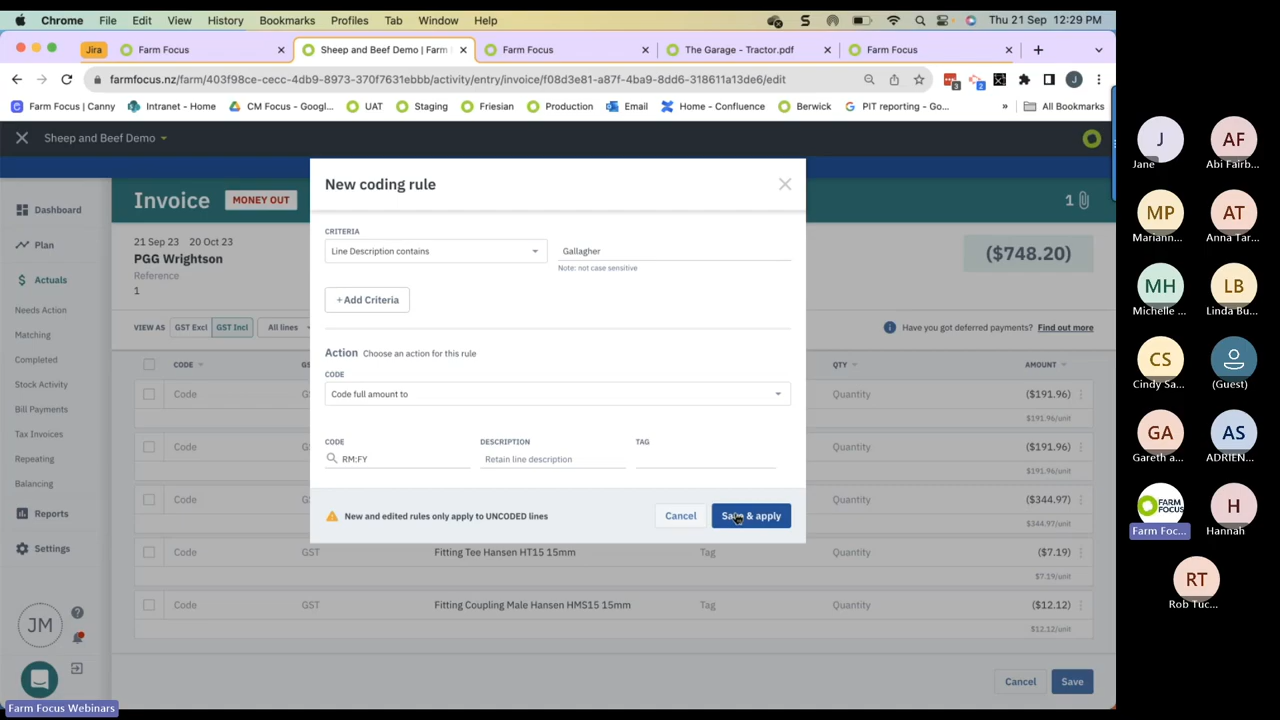 Chrome File Edit View History Bookmarks Profiles Tab Window Help Thu 21 Sep 12:29 PM
Jira Farm Focus Sheep and Beef Demo | Farm Farm Focus The Garage - Tractor.pdf Farm Focus
farmfocus.nz/farm/403f98ce-cecc-4db9-8973-370f7631ebbb/activity/entry/invoice/f08d3e81-a87f-4ba9-8dd6-318611a13de6/edit 3 2 J
Farm Focus | Canny Intranet - Home CM Focus - Googl... UAT Staging Friesian Production Email Home - Confluence Berwick PIT reporting - Go... » All Bookmarks
Sheep and Beef Demo
Dashboard
Plan
Actuals
Needs Action
Matching
Completed
Stock Activity
Bill Payments
Tax Invoices
Repeating
Balancing
Reports
Settings
JM
Invoice MONEY OUT 1
21 Sep 23 20 Oct 23
PGG Wrightson
Reference
1
($748.20)
VIEW AS GST Excl GST Incl All lines
Have you got deferred payments? Find out more
CODE QTY AMOUNT
Code Quantity ($191.96)
$191.96/unit
Code Quantity ($191.96)
$191.96/unit
Code Quantity ($344.97)
$344.97/unit
Code GST Fitting Tee Hansen HT15 15mm Tag Quantity ($7.19)
$7.19/unit
Code GST Fitting Coupling Male Hansen HMS15 15mm Tag Quantity ($12.12)
$12.12/unit
Cancel Save
New coding rule
CRITERIA
Line Description contains Gallagher
Note: not case sensitive
+ Add Criteria
Action Choose an action for this rule
CODE
Code full amount to
CODE DESCRIPTION TAG
RM:FY Retain line description
New and edited rules only apply to UNCODED lines Cancel Save & apply
J AF
Jane Abi Fairb...
MP AT
Mariann... Anna Tar...
MH LB
Michelle ... Linda Bu...
CS
Cindy Sa... (Guest)
GA AS
Gareth a... ADRIEN...
FARM FOCUS H
Farm Foc... Hannah
RT
Rob Tuc...
Farm Focus Webinars